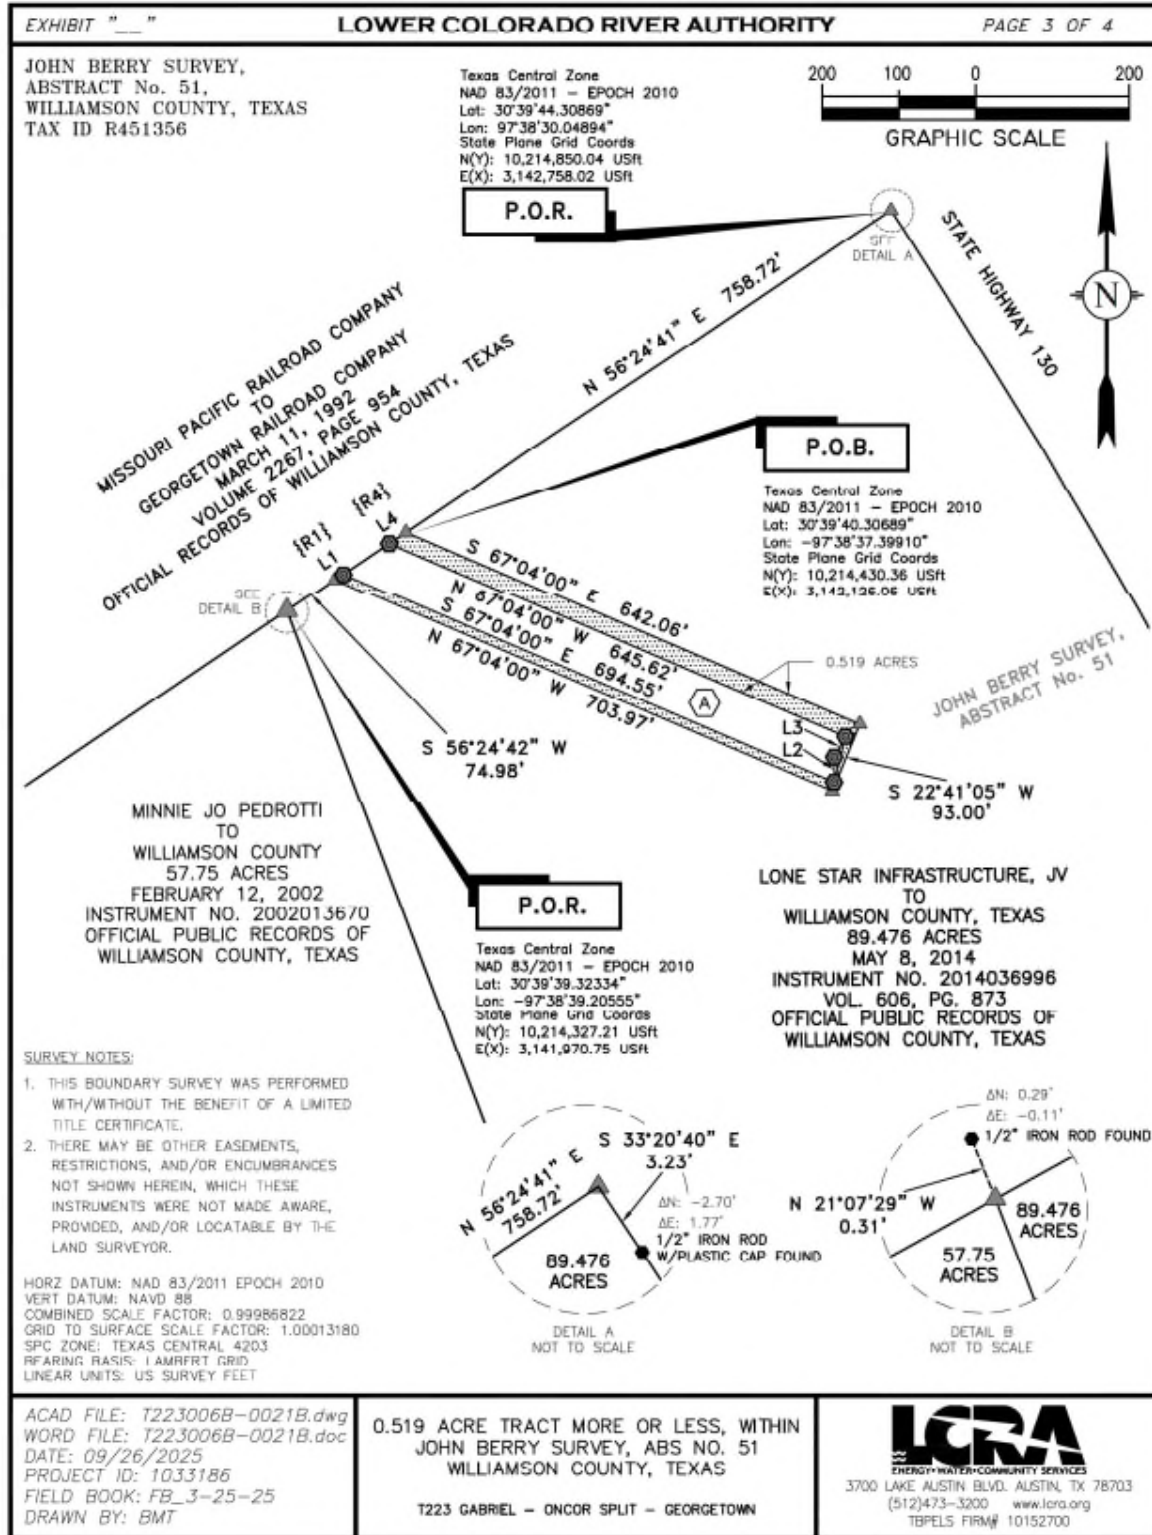 EXHIBIT "__"
LOWER COLORADO RIVER AUTHORITY
PAGE 3 OF 4
JOHN BERRY SURVEY,
ABSTRACT No. 51,
WILLIAMSON COUNTY, TEXAS
TAX ID R451356
Texas Central Zone
NAD 83/2011 – EPOCH 2010
Lat: 30°39'44.30869"
Lon: 97°38'30.04894"
State Plane Grid Coords
N(Y): 10,214,850.04 USft
E(X): 3,142,758.02 USft
P.O.R.
200 100 0 200
GRAPHIC SCALE
SEE
DETAIL A
STATE HIGHWAY 130
N
N 56°24'41" E 758.72'
MISSOURI PACIFIC RAILROAD COMPANY
TO
GEORGETOWN RAILROAD COMPANY
MARCH 11, 1992
VOLUME 2267, PAGE 954
OFFICIAL RECORDS OF WILLIAMSON COUNTY, TEXAS
P.O.B.
Texas Central Zone
NAD 83/2011 – EPOCH 2010
Lat: 30°39'40.30689"
Lon: -97°38'37.39910"
State Plane Grid Coords
N(Y): 10,214,430.36 USft
E(X): 3,142,126.06 USft
{R1}
L1
{R4}
L4
SEE
DETAIL B
S 67°04'00" E 642.06'
N 67°04'00" W 645.62'
S 67°04'00" E 694.55'
N 67°04'00" W 703.97'
A
0.519 ACRES
JOHN BERRY SURVEY,
ABSTRACT No. 51
L3
L2
S 56°24'42" W
74.98'
S 22°41'05" W
93.00'
MINNIE JO PEDROTTI
TO
WILLIAMSON COUNTY
57.75 ACRES
FEBRUARY 12, 2002
INSTRUMENT NO. 2002013670
OFFICIAL PUBLIC RECORDS OF
WILLIAMSON COUNTY, TEXAS
P.O.R.
Texas Central Zone
NAD 83/2011 – EPOCH 2010
Lat: 30°39'39.32334"
Lon: -97°38'39.20555"
State Plane Grid Coords
N(Y): 10,214,327.21 USft
E(X): 3,141,970.75 USft
LONE STAR INFRASTRUCTURE, JV
TO
WILLIAMSON COUNTY, TEXAS
89.476 ACRES
MAY 8, 2014
INSTRUMENT NO. 2014036996
VOL. 606, PG. 873
OFFICIAL PUBLIC RECORDS OF
WILLIAMSON COUNTY, TEXAS
SURVEY NOTES:
1. THIS BOUNDARY SURVEY WAS PERFORMED
WITH/WITHOUT THE BENEFIT OF A LIMITED
TITLE CERTIFICATE.
2. THERE MAY BE OTHER EASEMENTS,
RESTRICTIONS, AND/OR ENCUMBRANCES
NOT SHOWN HEREIN, WHICH THESE
INSTRUMENTS WERE NOT MADE AWARE,
PROVIDED, AND/OR LOCATABLE BY THE
LAND SURVEYOR.
HORZ DATUM: NAD 83/2011 EPOCH 2010
VERT DATUM: NAVD 88
COMBINED SCALE FACTOR: 0.99986822
GRID TO SURFACE SCALE FACTOR: 1.00013180
SPC ZONE: TEXAS CENTRAL 4203
BEARING BASIS: LAMBERT GRID
LINEAR UNITS: US SURVEY FEET
N 56°24'41" E
758.72'
S 33°20'40" E
3.23'
ΔN: -2.70'
ΔE: 1.77'
1/2" IRON ROD
W/PLASTIC CAP FOUND
89.476
ACRES
DETAIL A
NOT TO SCALE
ΔN: 0.29'
ΔE: -0.11'
1/2" IRON ROD FOUND
N 21°07'29" W
0.31'
89.476
ACRES
57.75
ACRES
DETAIL B
NOT TO SCALE
ACAD FILE: T223006B-0021B.dwg
WORD FILE: T223006B-0021B.doc
DATE: 09/26/2025
PROJECT ID: 1033186
FIELD BOOK: FB_3-25-25
DRAWN BY: BMT
0.519 ACRE TRACT MORE OR LESS, WITHIN
JOHN BERRY SURVEY, ABS NO. 51
WILLIAMSON COUNTY, TEXAS
T223 GABRIEL – ONCOR SPLIT – GEORGETOWN
LCRA
ENERGY•WATER•COMMUNITY SERVICES
3700 LAKE AUSTIN BLVD. AUSTIN, TX 78703
(512)473-3200 www.lcra.org
TBPELS FIRM# 10152700